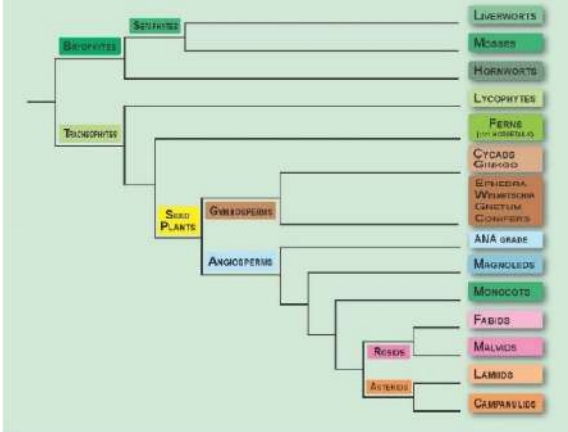 SETAPHYTES
LIVERWORTS
MOSSES
BRYOPHYTES
HORNWORTS
LYCOPHYTES
TRACHEOPHYTES
FERNS
CYCADS
GINKGO
SEED
PLANTS
GYMNOSPERMS
EPHEDRA
WELWITSCHIA
GNETUM
CONIFERS
ANGIOSPERMS
ANA GRADE
MAGNOLIIDS
MONOCOTS
FABIDS
ROSIDS
MALVIDS
ASTERIDS
LAMIIDS
CAMPANULIDS